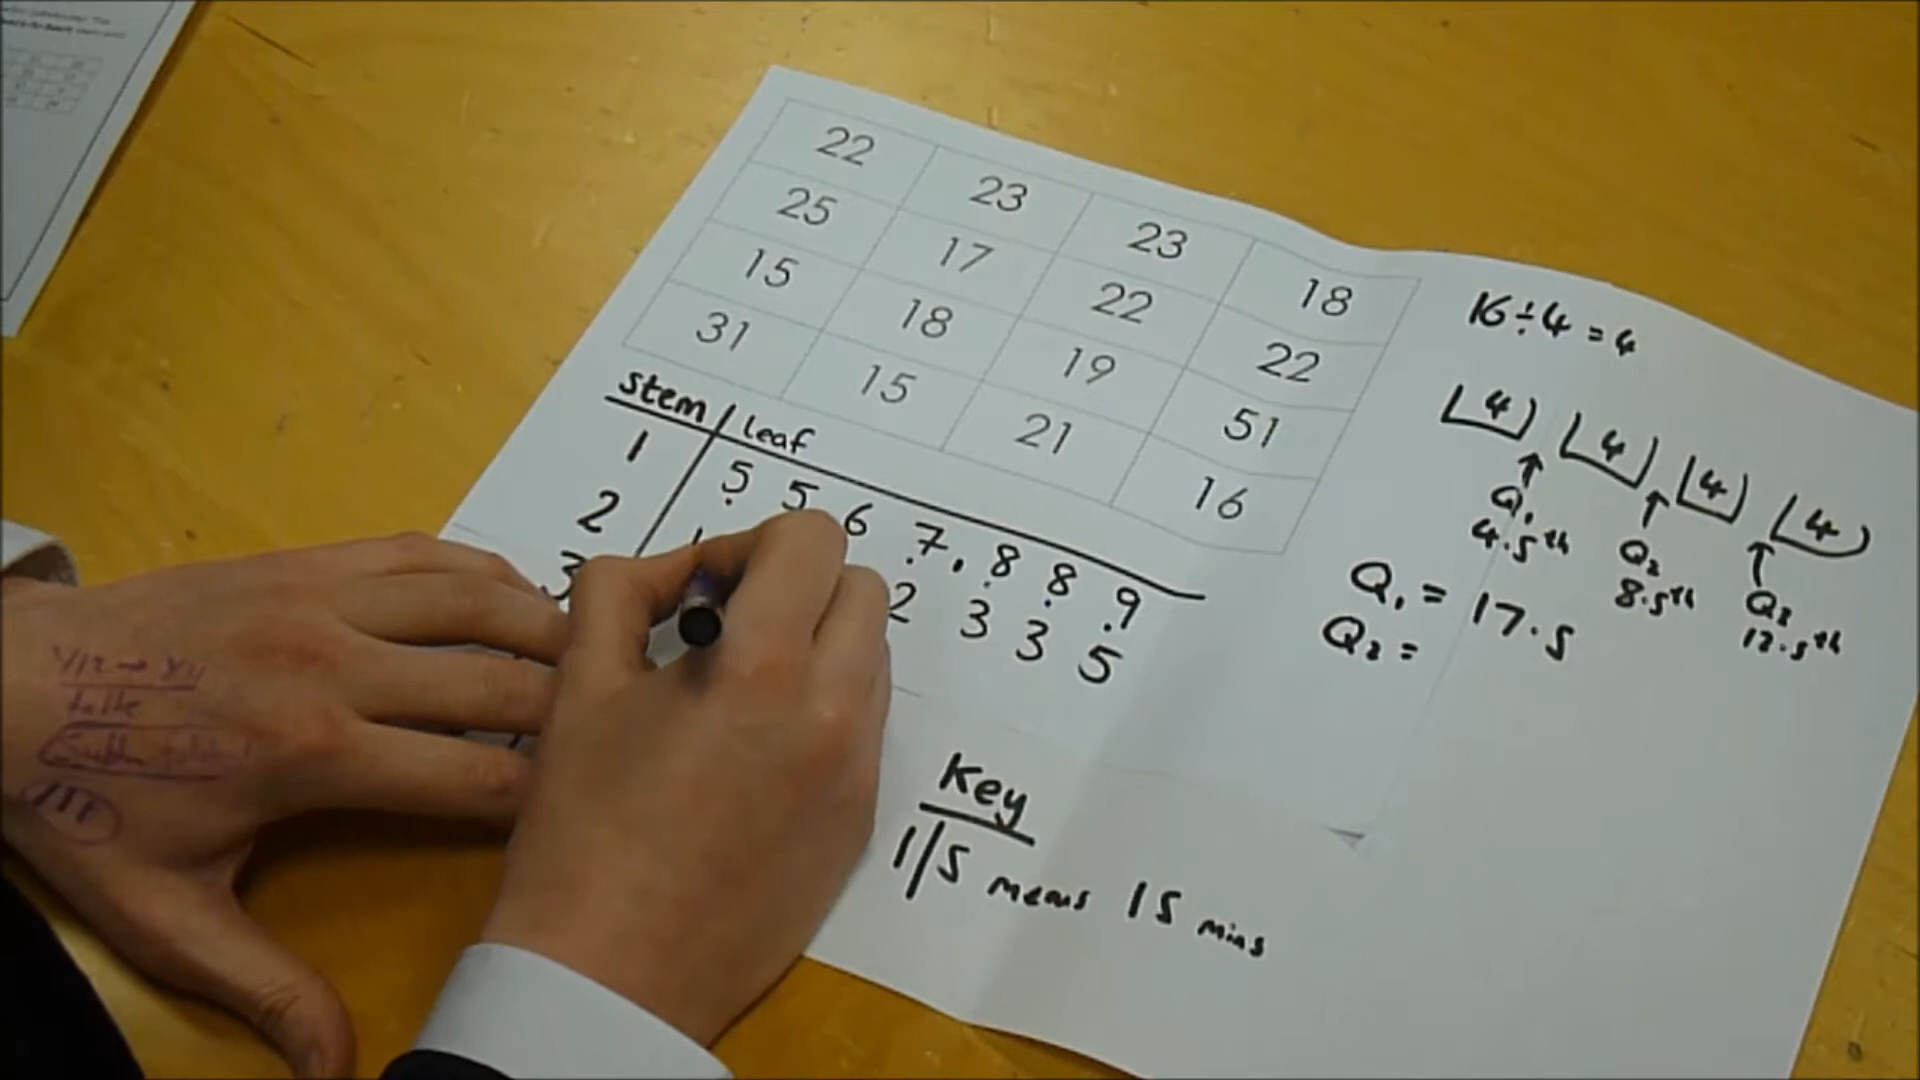 22 23 23 18
25 17 22 22
15 18 19 51
31 15 21 16
stem leaf
1 5 5 6 7 8 8 9
2 1 2 3 3 5
3
16÷4=4
4 4 4 4
Q1 Q2 Q3
4.5th 8.5th 12.5th
Q1 = 17.5
Q2 =
Key
1|5 means 15 mins